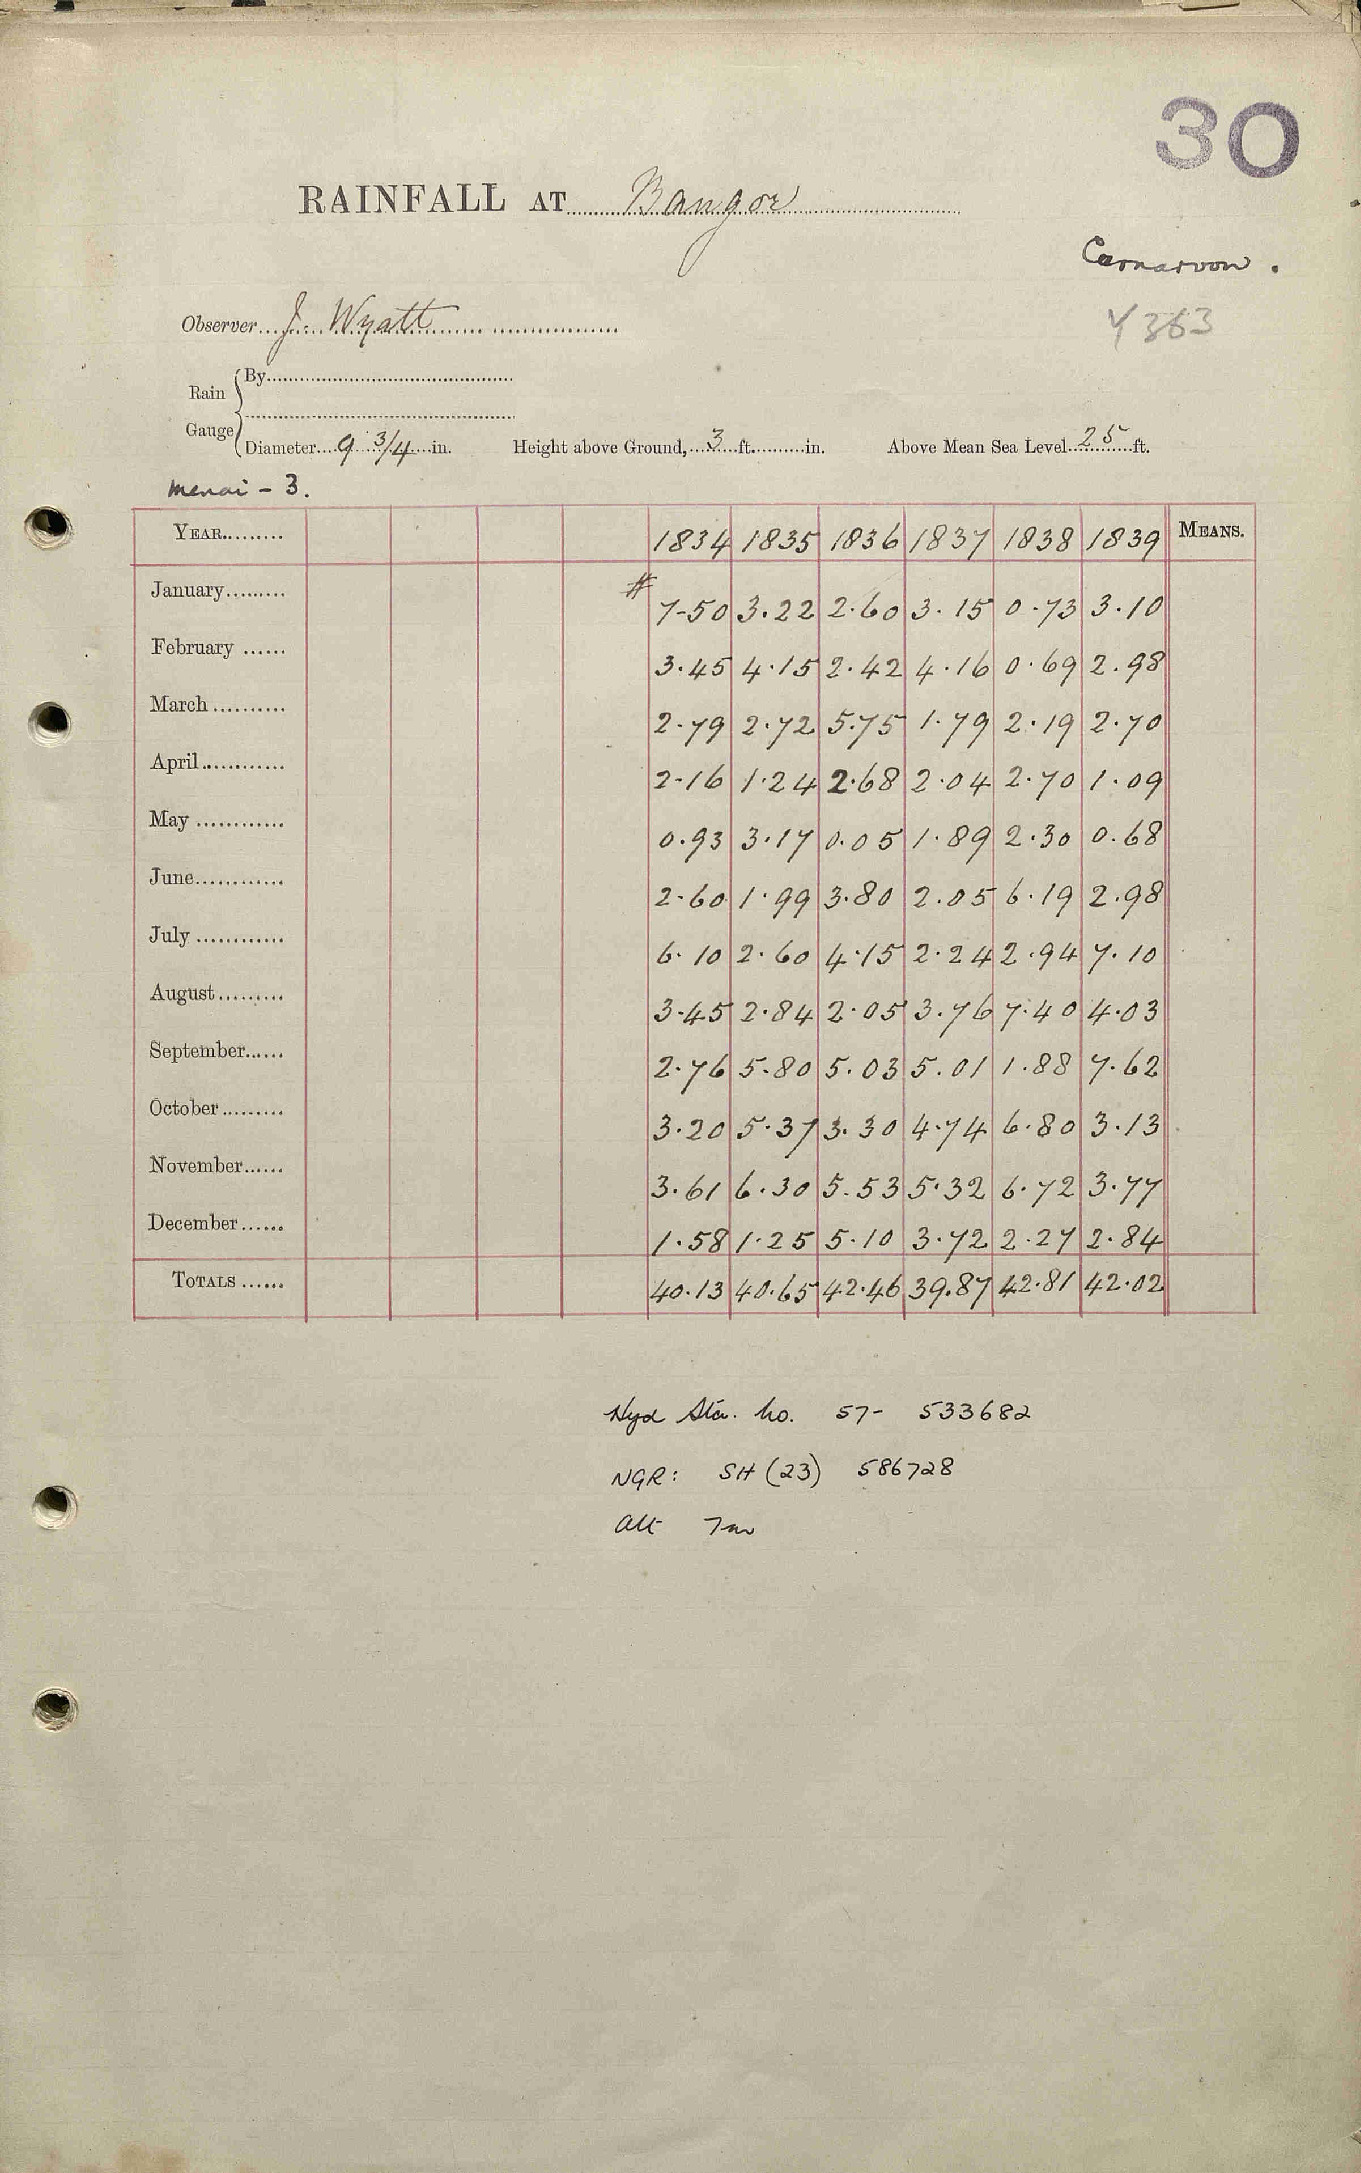 30
RAINFALL AT Bangor
Carnarvon.
Observer J. Wyatt
Y 363
Rain Gauge
By
Diameter 9 3/4 in. Height above Ground, 3 ft. in. Above Mean Sea Level 25 ft.
Menai - 3.
YEAR 1834 1835 1836 1837 1838 1839 MEANS.
January # 7.50 3.22 2.60 3.15 0.73 3.10
February 3.45 4.15 2.42 4.16 0.69 2.98
March 2.79 2.72 5.75 1.79 2.19 2.70
April 2.16 1.24 2.68 2.04 2.70 1.09
May 0.93 3.17 0.05 1.89 2.30 0.68
June 2.60 1.99 3.80 2.05 6.19 2.98
July 6.10 2.60 4.15 2.24 2.94 7.10
August 3.45 2.84 2.05 3.76 7.40 4.03
September 2.76 5.80 5.03 5.01 1.88 7.62
October 3.20 5.37 3.30 4.74 6.80 3.13
November 3.61 6.30 5.53 5.32 6.72 3.77
December 1.58 1.25 5.10 3.72 2.27 2.84
TOTALS 40.13 40.65 42.46 39.87 42.81 42.02
Hyd Sta. No. 57- 533682
NGR: SH (23) 586728
Alt 7m